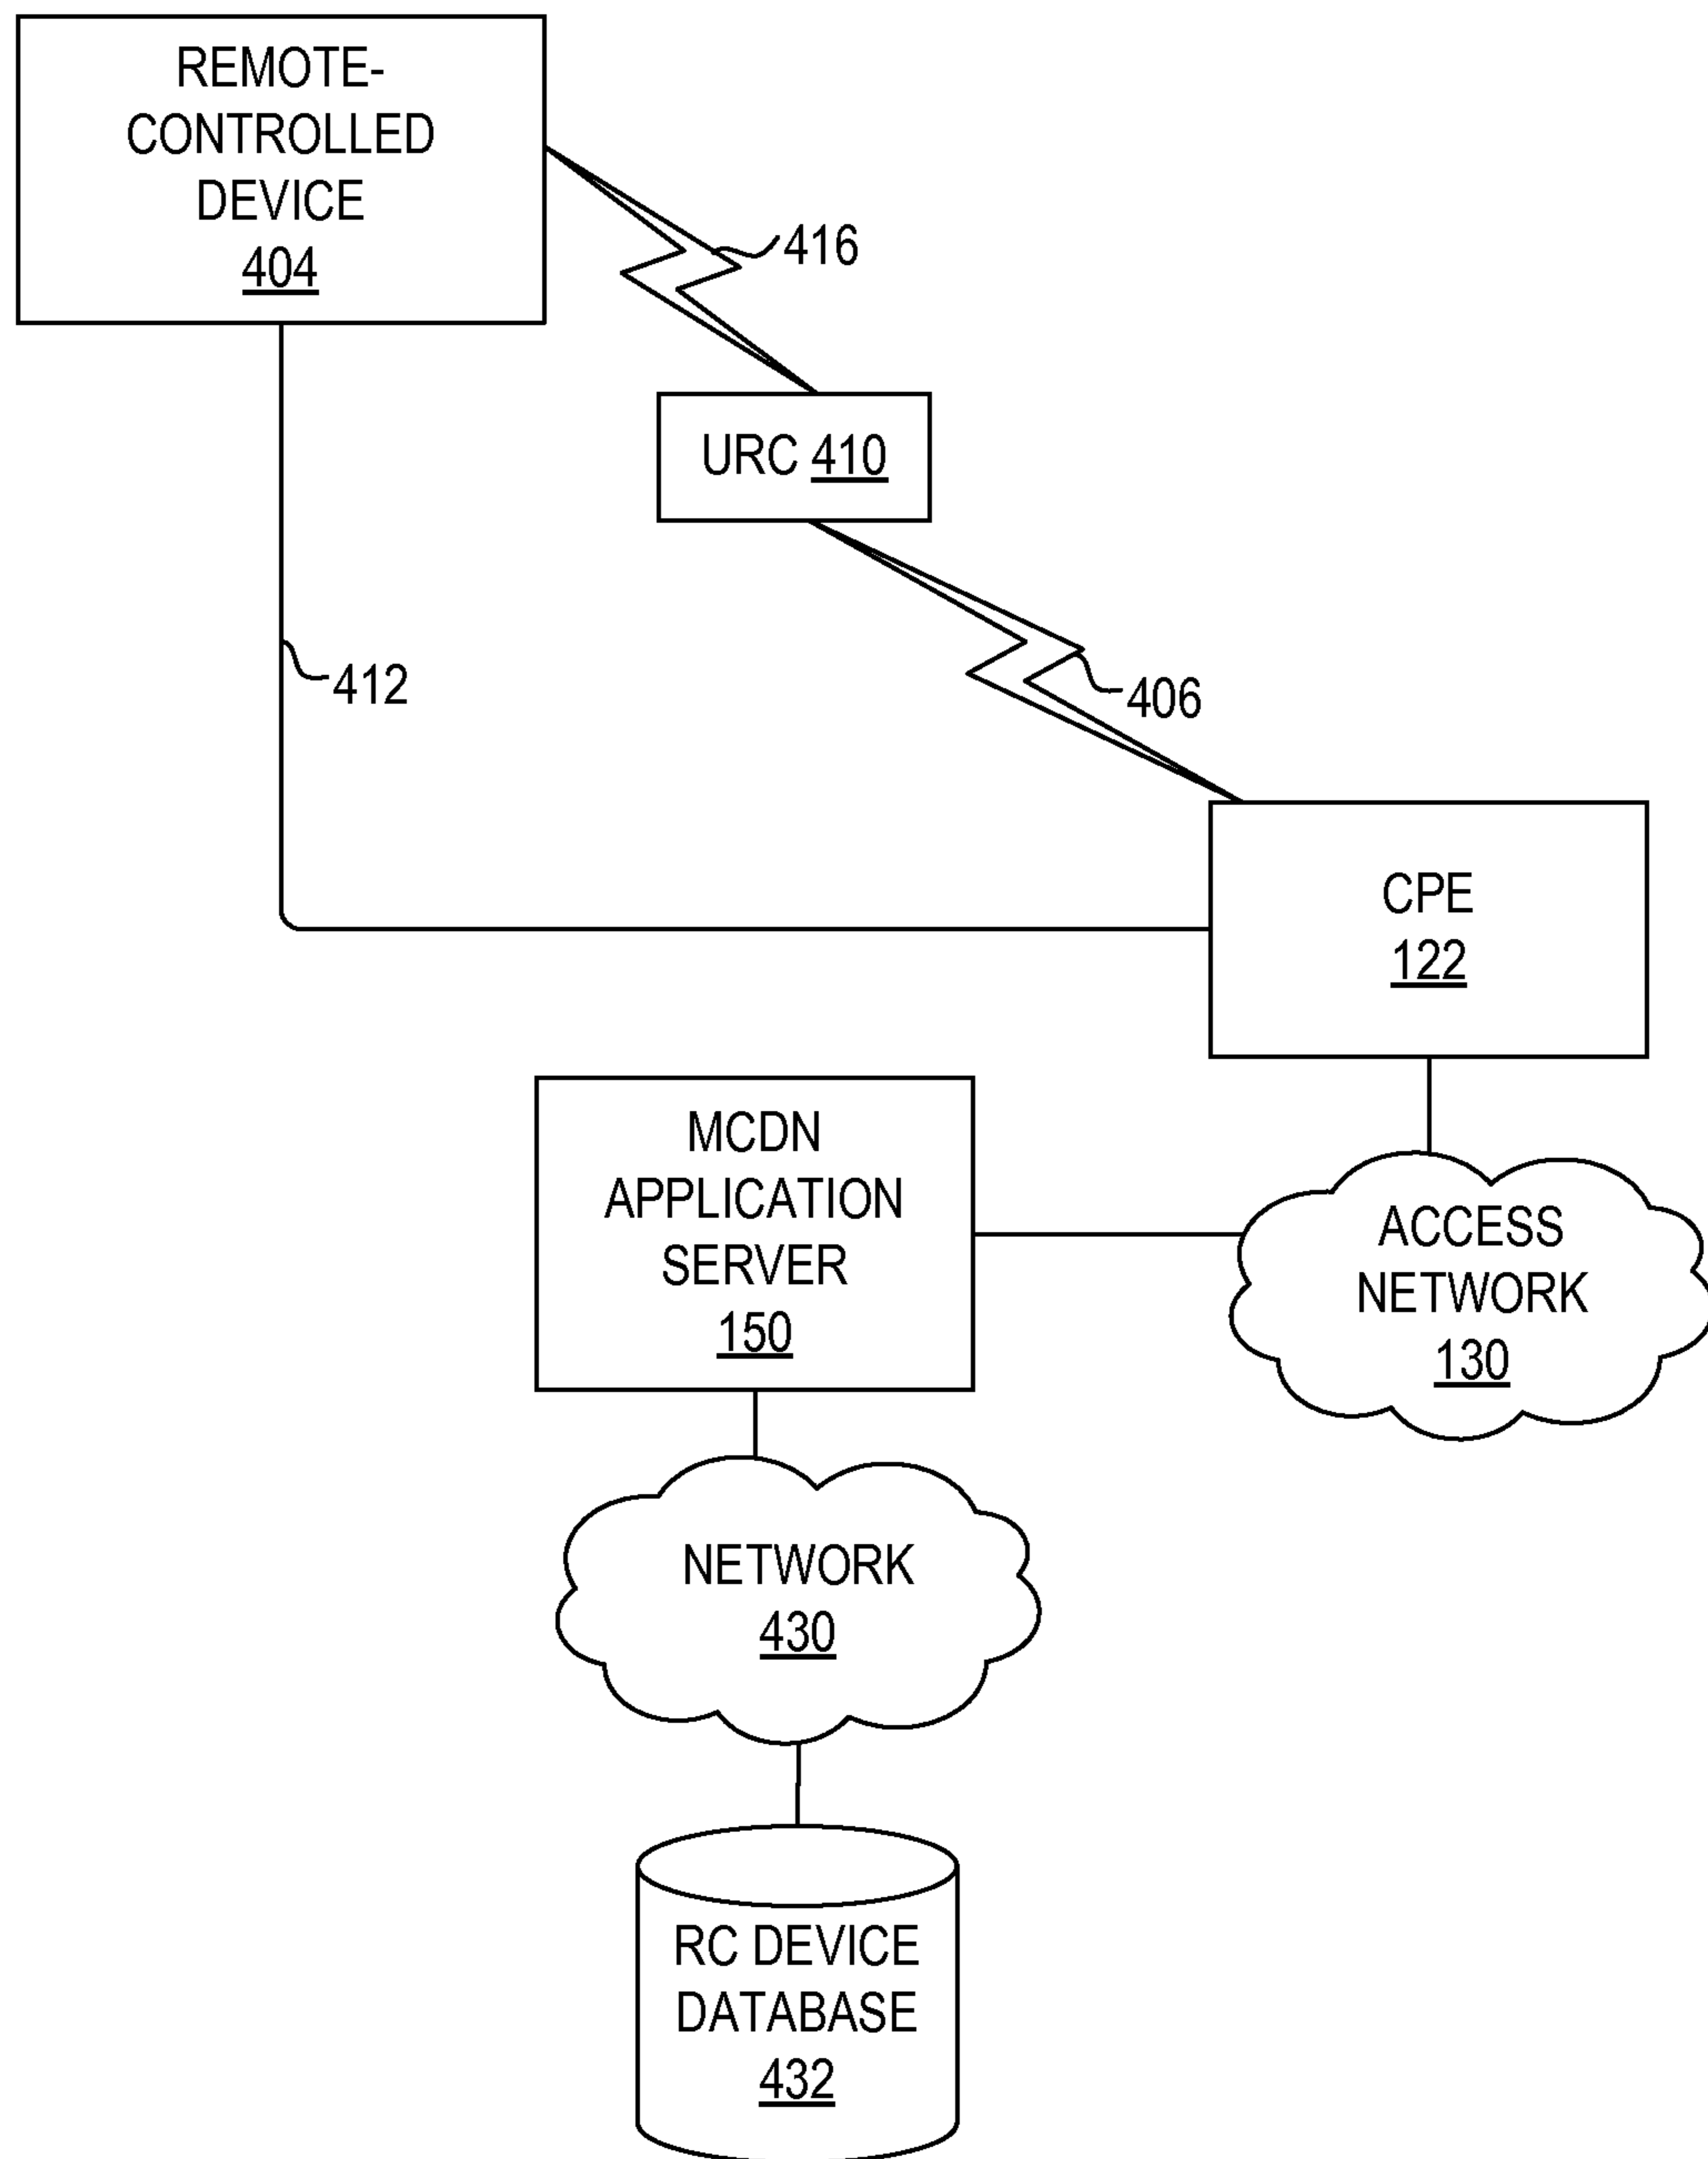 REMOTE-
CONTROLLED
DEVICE
404
416
URC 410
412
406
CPE
122
MCDN
APPLICATION
SERVER
150
ACCESS
NETWORK
130
NETWORK
430
RC DEVICE
DATABASE
432